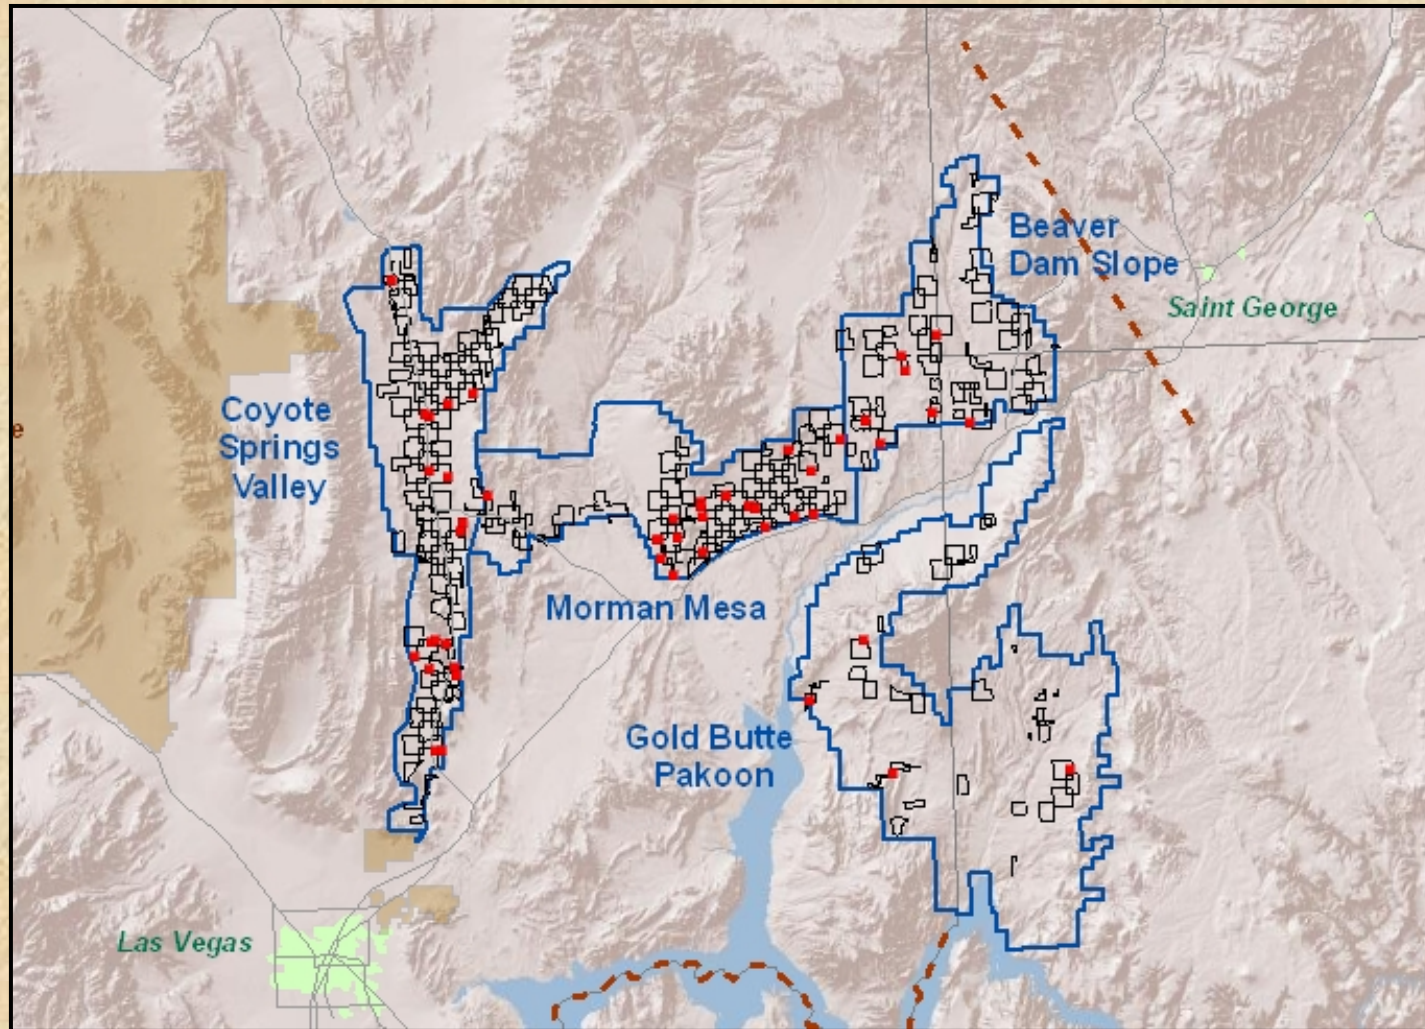 Beaver
Dam Slope
Saint George
Coyote
Springs
Valley
e
Morman Mesa
Gold Butte
Pakoon
Las Vegas